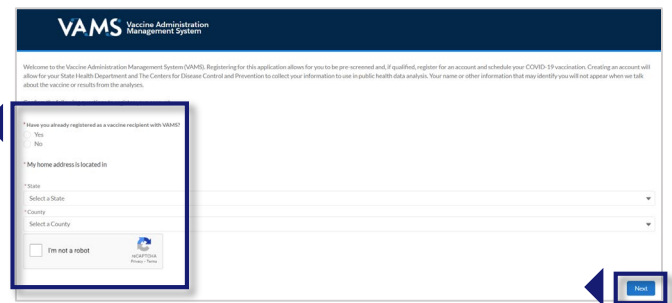 VAMS Vaccine Administration
Management System
Welcome to the Vaccine Administration Management System (VAMS). Registering for this application allows for you to be pre-screened and, if qualified, register for an account and schedule your COVID-19 vaccination. Creating an account will
allow for your State Health Department and The Centers for Disease Control and Prevention to collect your information to use in public health data analysis. Your name or other information that may identify you will not appear when we talk
about the vaccine or results from the analyses.
* Have you already registered as a vaccine recipient with VAMS?
Yes
No
* My home address is located in
* State
Select a State
* County
Select a County
I'm not a robot
reCAPTCHA
Privacy - Terms
Next